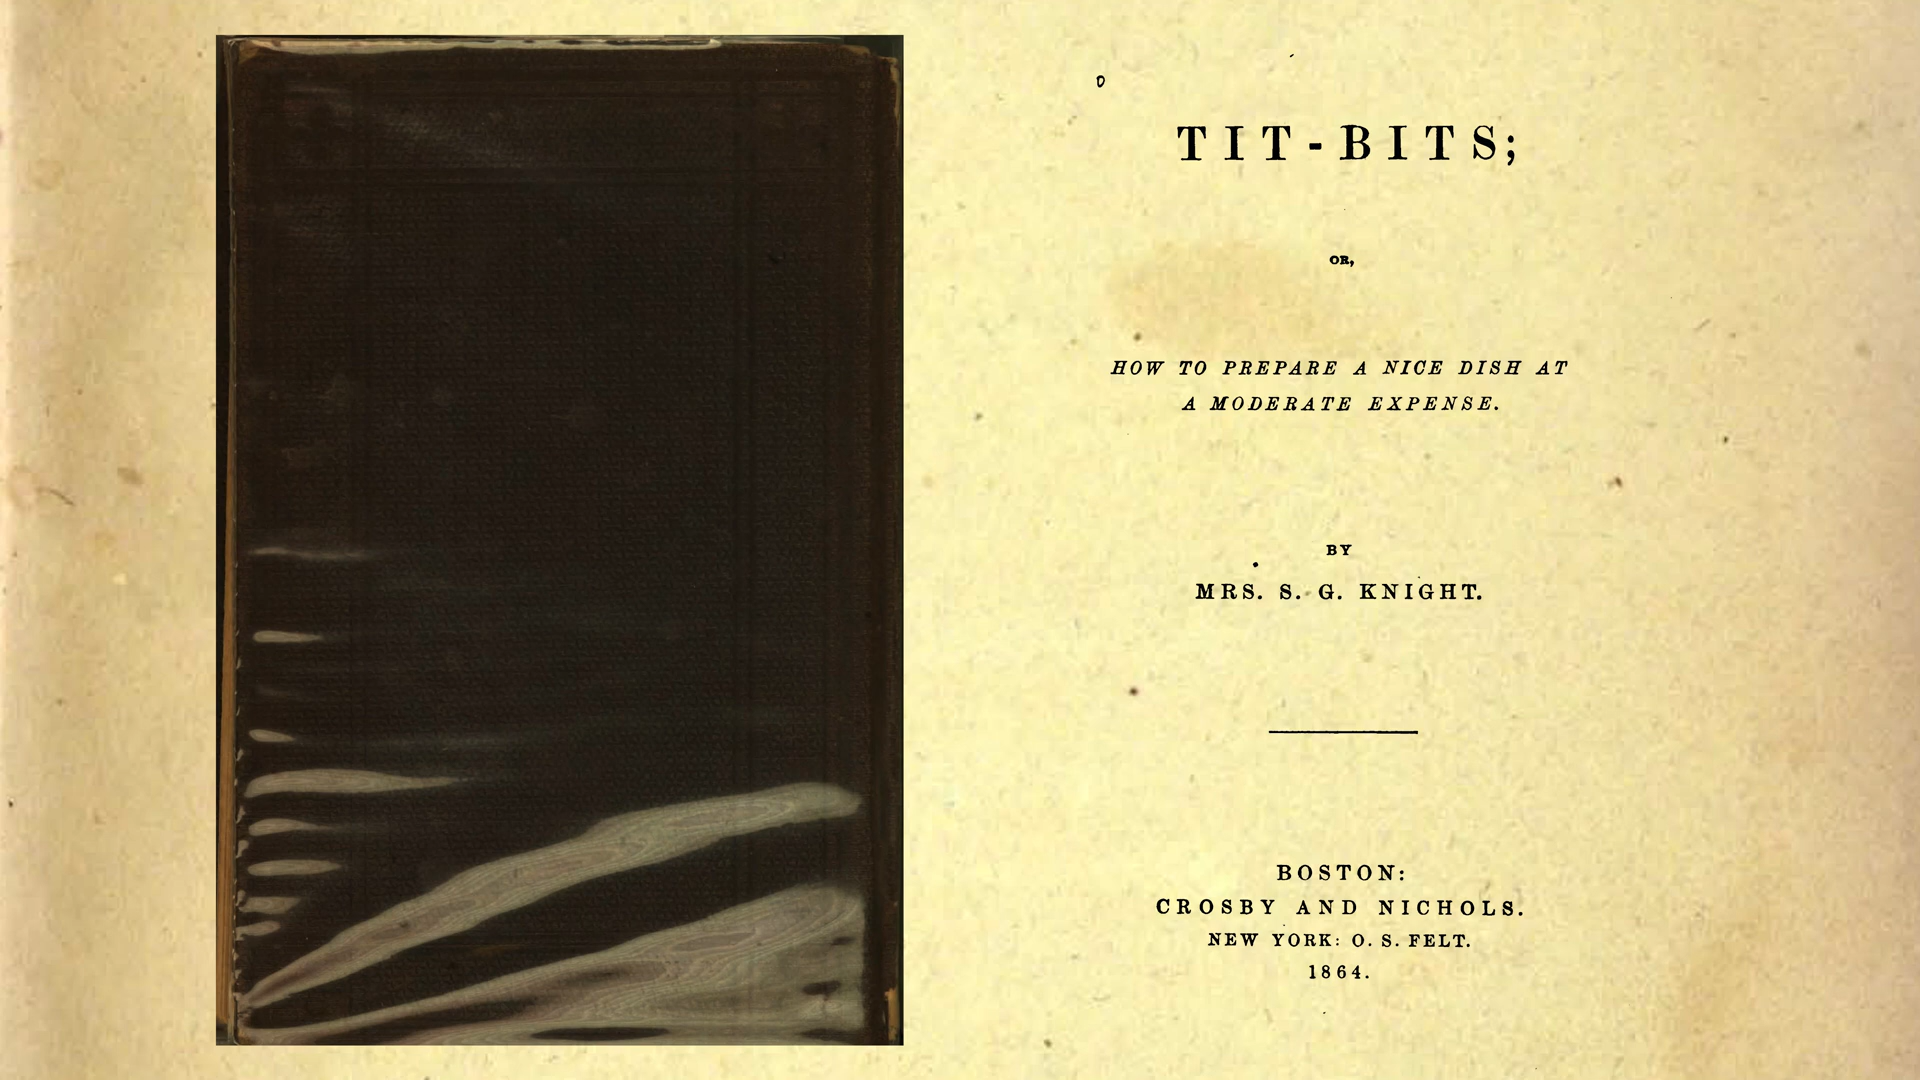 TIT-BITS;
OR,
HOW TO PREPARE A NICE DISH AT
A MODERATE EXPENSE.
BY
MRS. S. G. KNIGHT.
BOSTON:
CROSBY AND NICHOLS.
NEW YORK: O. S. FELT.
1864.